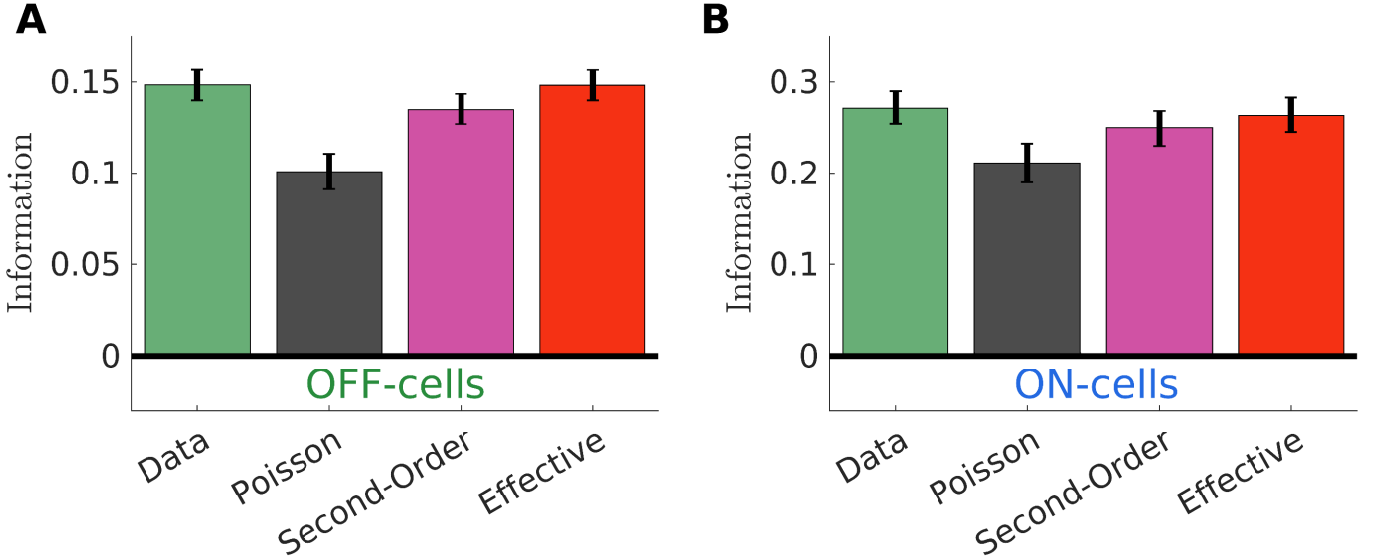 A
Information
0.15
0.1
0.05
0
OFF-cells
Data
Poisson
Second-Order
Effective
B
Information
0.3
0.2
0.1
0
ON-cells
Data
Poisson
Second-Order
Effective